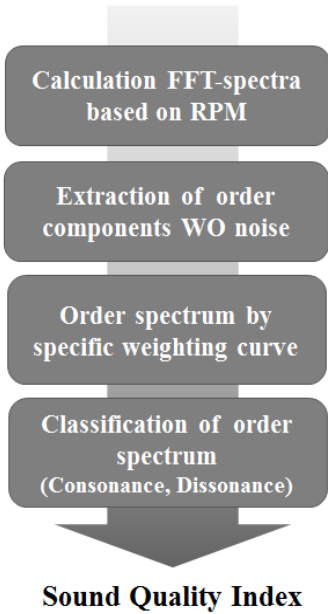 Calculation FFT-spectra
based on RPM
Extraction of order
components WO noise
Order spectrum by
specific weighting curve
Classification of order
spectrum
(Consonance, Dissonance)
Sound Quality Index